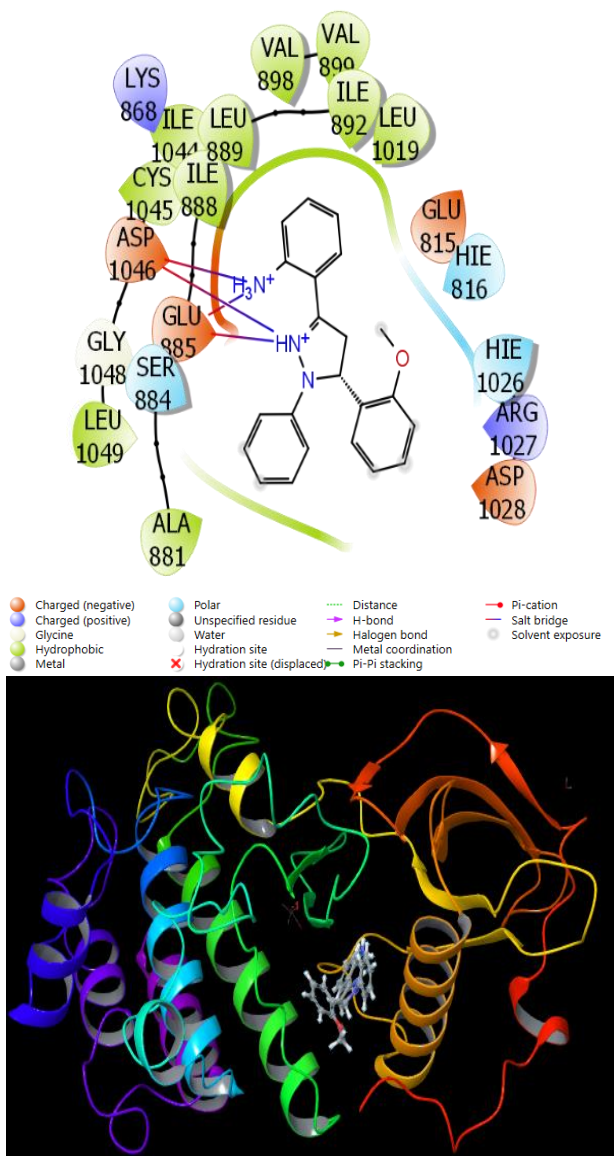 VAL
899
VAL
898
LYS
868
ILE
892
ILE
1044
LEU
889
LEU
1019
CYS
1045
ILE
888
GLU
815
ASP
1046
HIE
816
H₃N⁺
GLU
885
GLY
1048
HN⁺
SER
884
O
HIE
1026
N
LEU
1049
ARG
1027
ASP
1028
ALA
881
Charged (negative)
Charged (positive)
Glycine
Hydrophobic
Metal
Polar
Unspecified residue
Water
Hydration site
Hydration site (displaced)
Distance
H-bond
Halogen bond
Metal coordination
Pi-Pi stacking
Pi-cation
Salt bridge
Solvent exposure